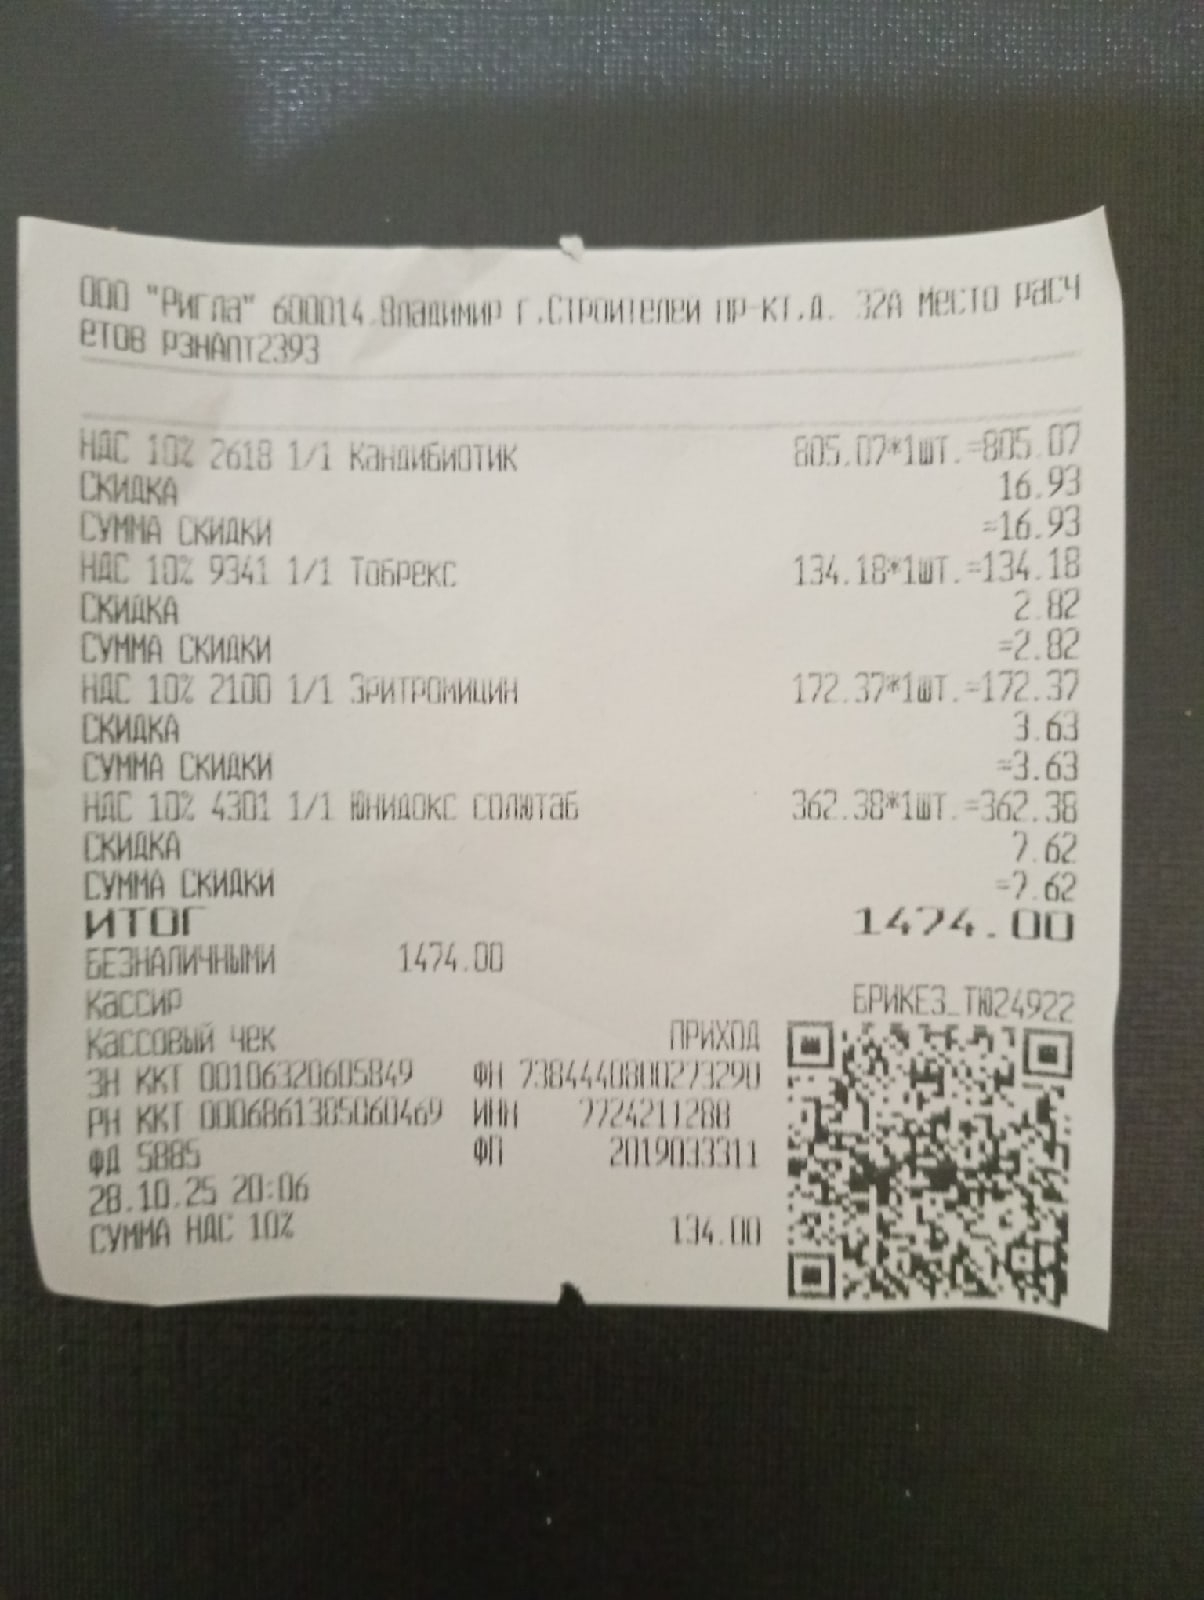 ООО "Ригла" 600014,Владимир г,Строителей пр-кт,д. 32А Место расч
етов РЗНАПТ2393
НДС 10% 2618 1/1 Кандибиотик 805.07*1шт.=805.07
СКИДКА 16.93
СУММА СКИДКИ =16.93
НДС 10% 9341 1/1 Тобрекс 134.18*1шт.=134.18
СКИДКА 2.82
СУММА СКИДКИ =2.82
НДС 10% 2100 1/1 Эритромицин 172.37*1шт.=172.37
СКИДКА 3.63
СУММА СКИДКИ =3.63
НДС 10% 4301 1/1 Юнидокс солютаб 362.38*1шт.=362.38
СКИДКА 7.62
СУММА СКИДКИ =7.62
ИТОГ 1474.00
БЕЗНАЛИЧНЫМИ 1474.00
Кассир БРИКЕЗ_ТЮ24922
Кассовый чек ПРИХОД
ЗН ККТ 00106320605849 ФН 7384440800273290
РН ККТ 0006861385060469 ИНН 7724211288
ФД 5885 ФП 2019033311
28.10.25 20:06
СУММА НДС 10% 134.00